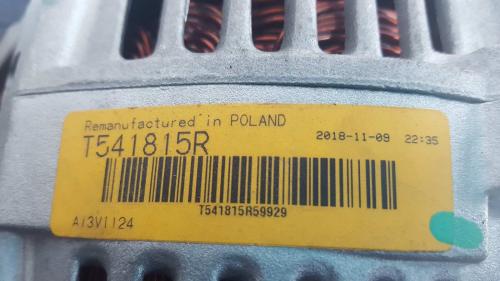 Remanufactured in POLAND
T541815R
2018-11-09 22:35
T541815R59929
A13V1124